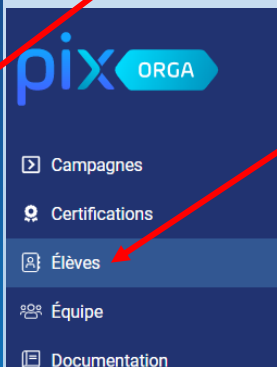 pix ORGA
Campagnes
Certifications
Élèves
Équipe
Documentation